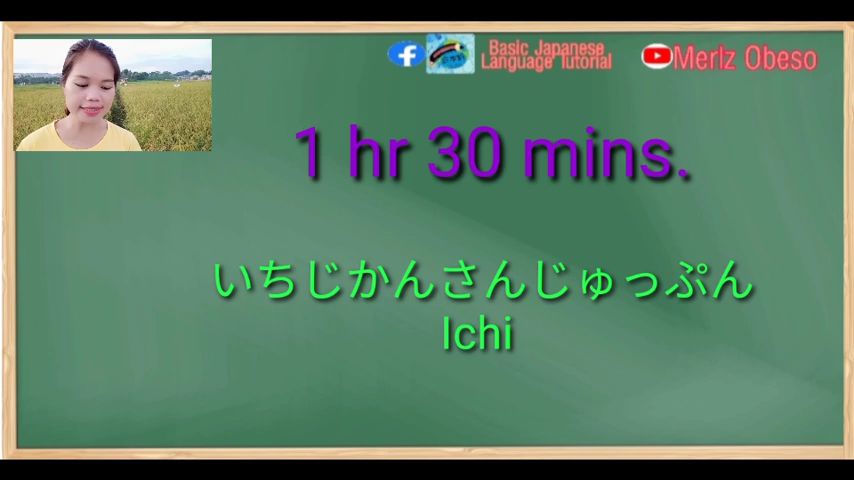 Basic Japanese
Language Tutorial
Merlz Obeso
1 hr 30 mins.
いちじかんさんじゅっぷん
Ichi